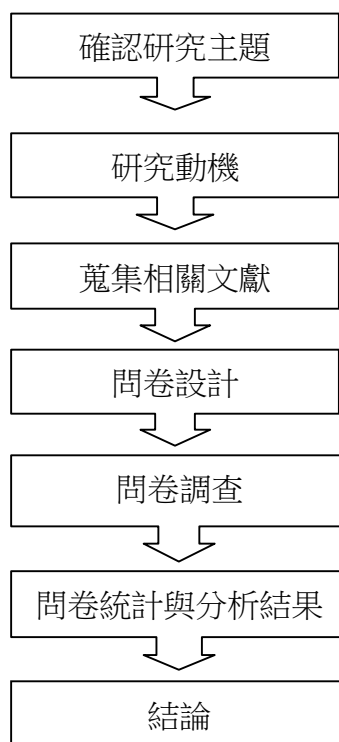 確認研究主題
研究動機
蒐集相關文獻
問卷設計
問卷調查
問卷統計與分析結果
結論